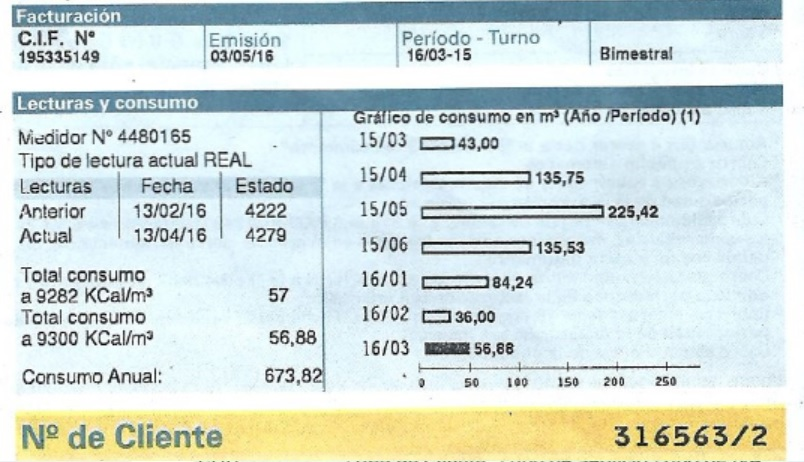 Facturación
C.I.F. Nº Emisión Período - Turno
195335149 03/05/16 16/03-15 Bimestral
Lecturas y consumo
Gráfico de consumo en m³ (Año /Período) (1)
Medidor Nº 4480165
Tipo de lectura actual REAL
Lecturas Fecha Estado
Anterior 13/02/16 4222
Actual 13/04/16 4279
Total consumo
a 9282 KCal/m³ 57
Total consumo
a 9300 KCal/m³ 56,88
Consumo Anual: 673,82
15/03 43,00
15/04 135,75
15/05 225,42
15/06 135,53
16/01 84,24
16/02 36,00
16/03 56,88
0 50 100 150 200 250
Nº de Cliente 316563/2